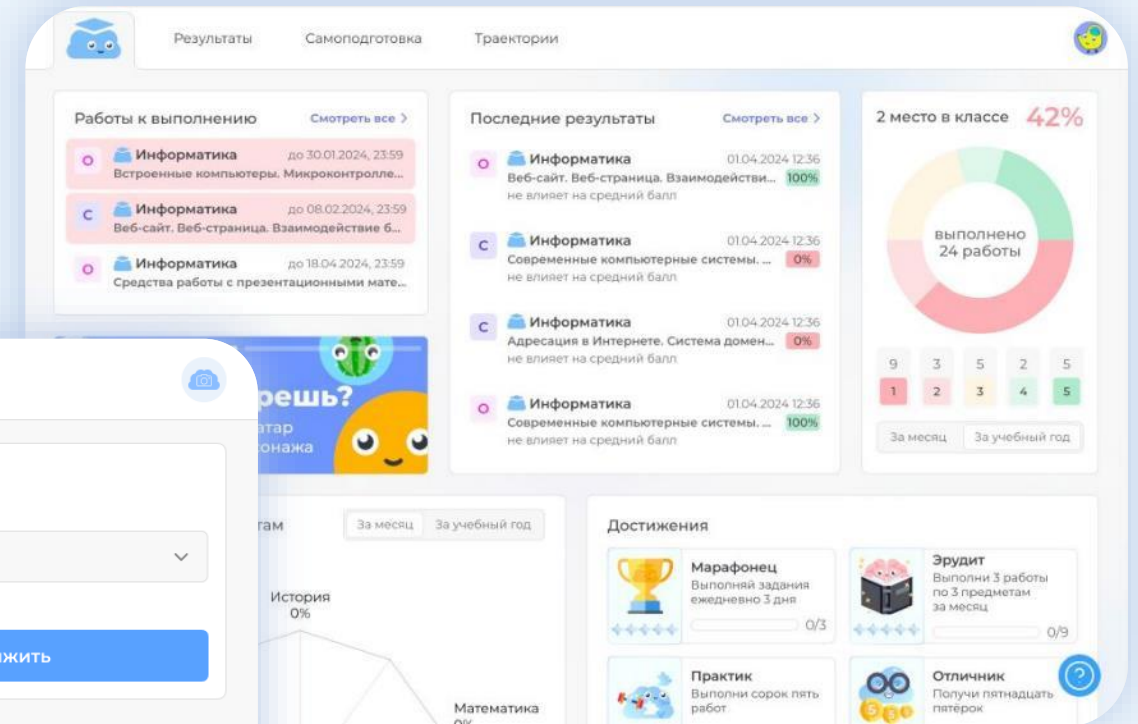 Результаты
Самоподготовка
Траектории
Работы к выполнению
Смотреть все >
О
Информатика
до 30.01.2024, 23:59
Встроенные компьютеры. Микроконтролле...
С
Информатика
до 08.02.2024, 23:59
Веб-сайт. Веб-страница. Взаимодействие б...
О
Информатика
до 18.04.2024, 23:59
Средства работы с презентационными мате...
Последние результаты
Смотреть все >
О
Информатика
01.04.2024 12:36
Веб-сайт. Веб-страница. Взаимодействи...
100%
не влияет на средний балл
С
Информатика
01.04.2024 12:36
Современные компьютерные системы. ...
0%
не влияет на средний балл
С
Информатика
01.04.2024 12:36
Адресация в Интернете. Система домен...
0%
не влияет на средний балл
О
Информатика
01.04.2024 12:36
Современные компьютерные системы. ...
100%
не влияет на средний балл
2 место в классе
42%
выполнено
24 работы
9 3 5 2 5
1 2 3 4 5
За месяц
За учебный год
решь?
атар
онажа
жить
там
За месяц
За учебный год
История
0%
Математика
0%
Достижения
Марафонец
Выполняй задания
ежедневно 3 дня
0/3
Эрудит
Выполни 3 работы
по 3 предметам
за месяц
0/9
Практик
Выполни сорок пять
работ
Отличник
Получи пятнадцать
пятёрок
?